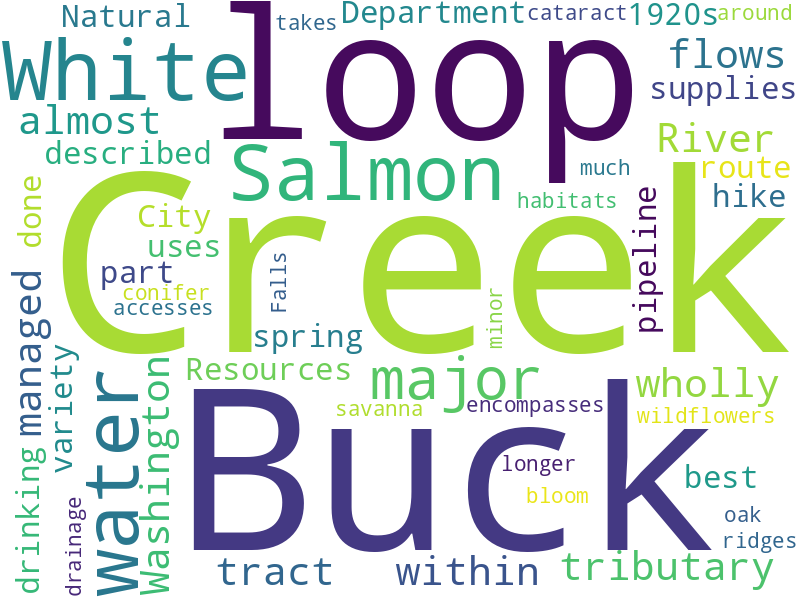 Natural
takes
Department
cataract
1920s
around
White
loop
flows
supplies
almost
described
Salmon
River
route
much
hike
habitats
Creek
done
City
uses
part
conifer
accesses
Falls
pipeline
minor
spring
managed
variety
Water
Washington
Resources
major
wholly
savanna
encompasses
wildflowers
Buck
longer
best
bloom
drinking
drainage
oak
ridges
tract
within
tributary